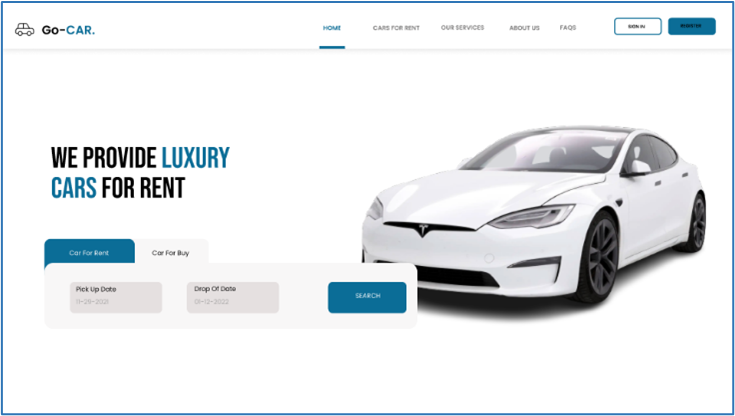 Go-CAR.
HOME
CARS FOR RENT
OUR SERVICES
ABOUT US
FAQS
SIGN IN
REGISTER
WE PROVIDE LUXURY
CARS FOR RENT
Car For Rent
Car For Buy
Pick Up Date
Drop Of Date
SEARCH
11-25-2021
01-12-2022